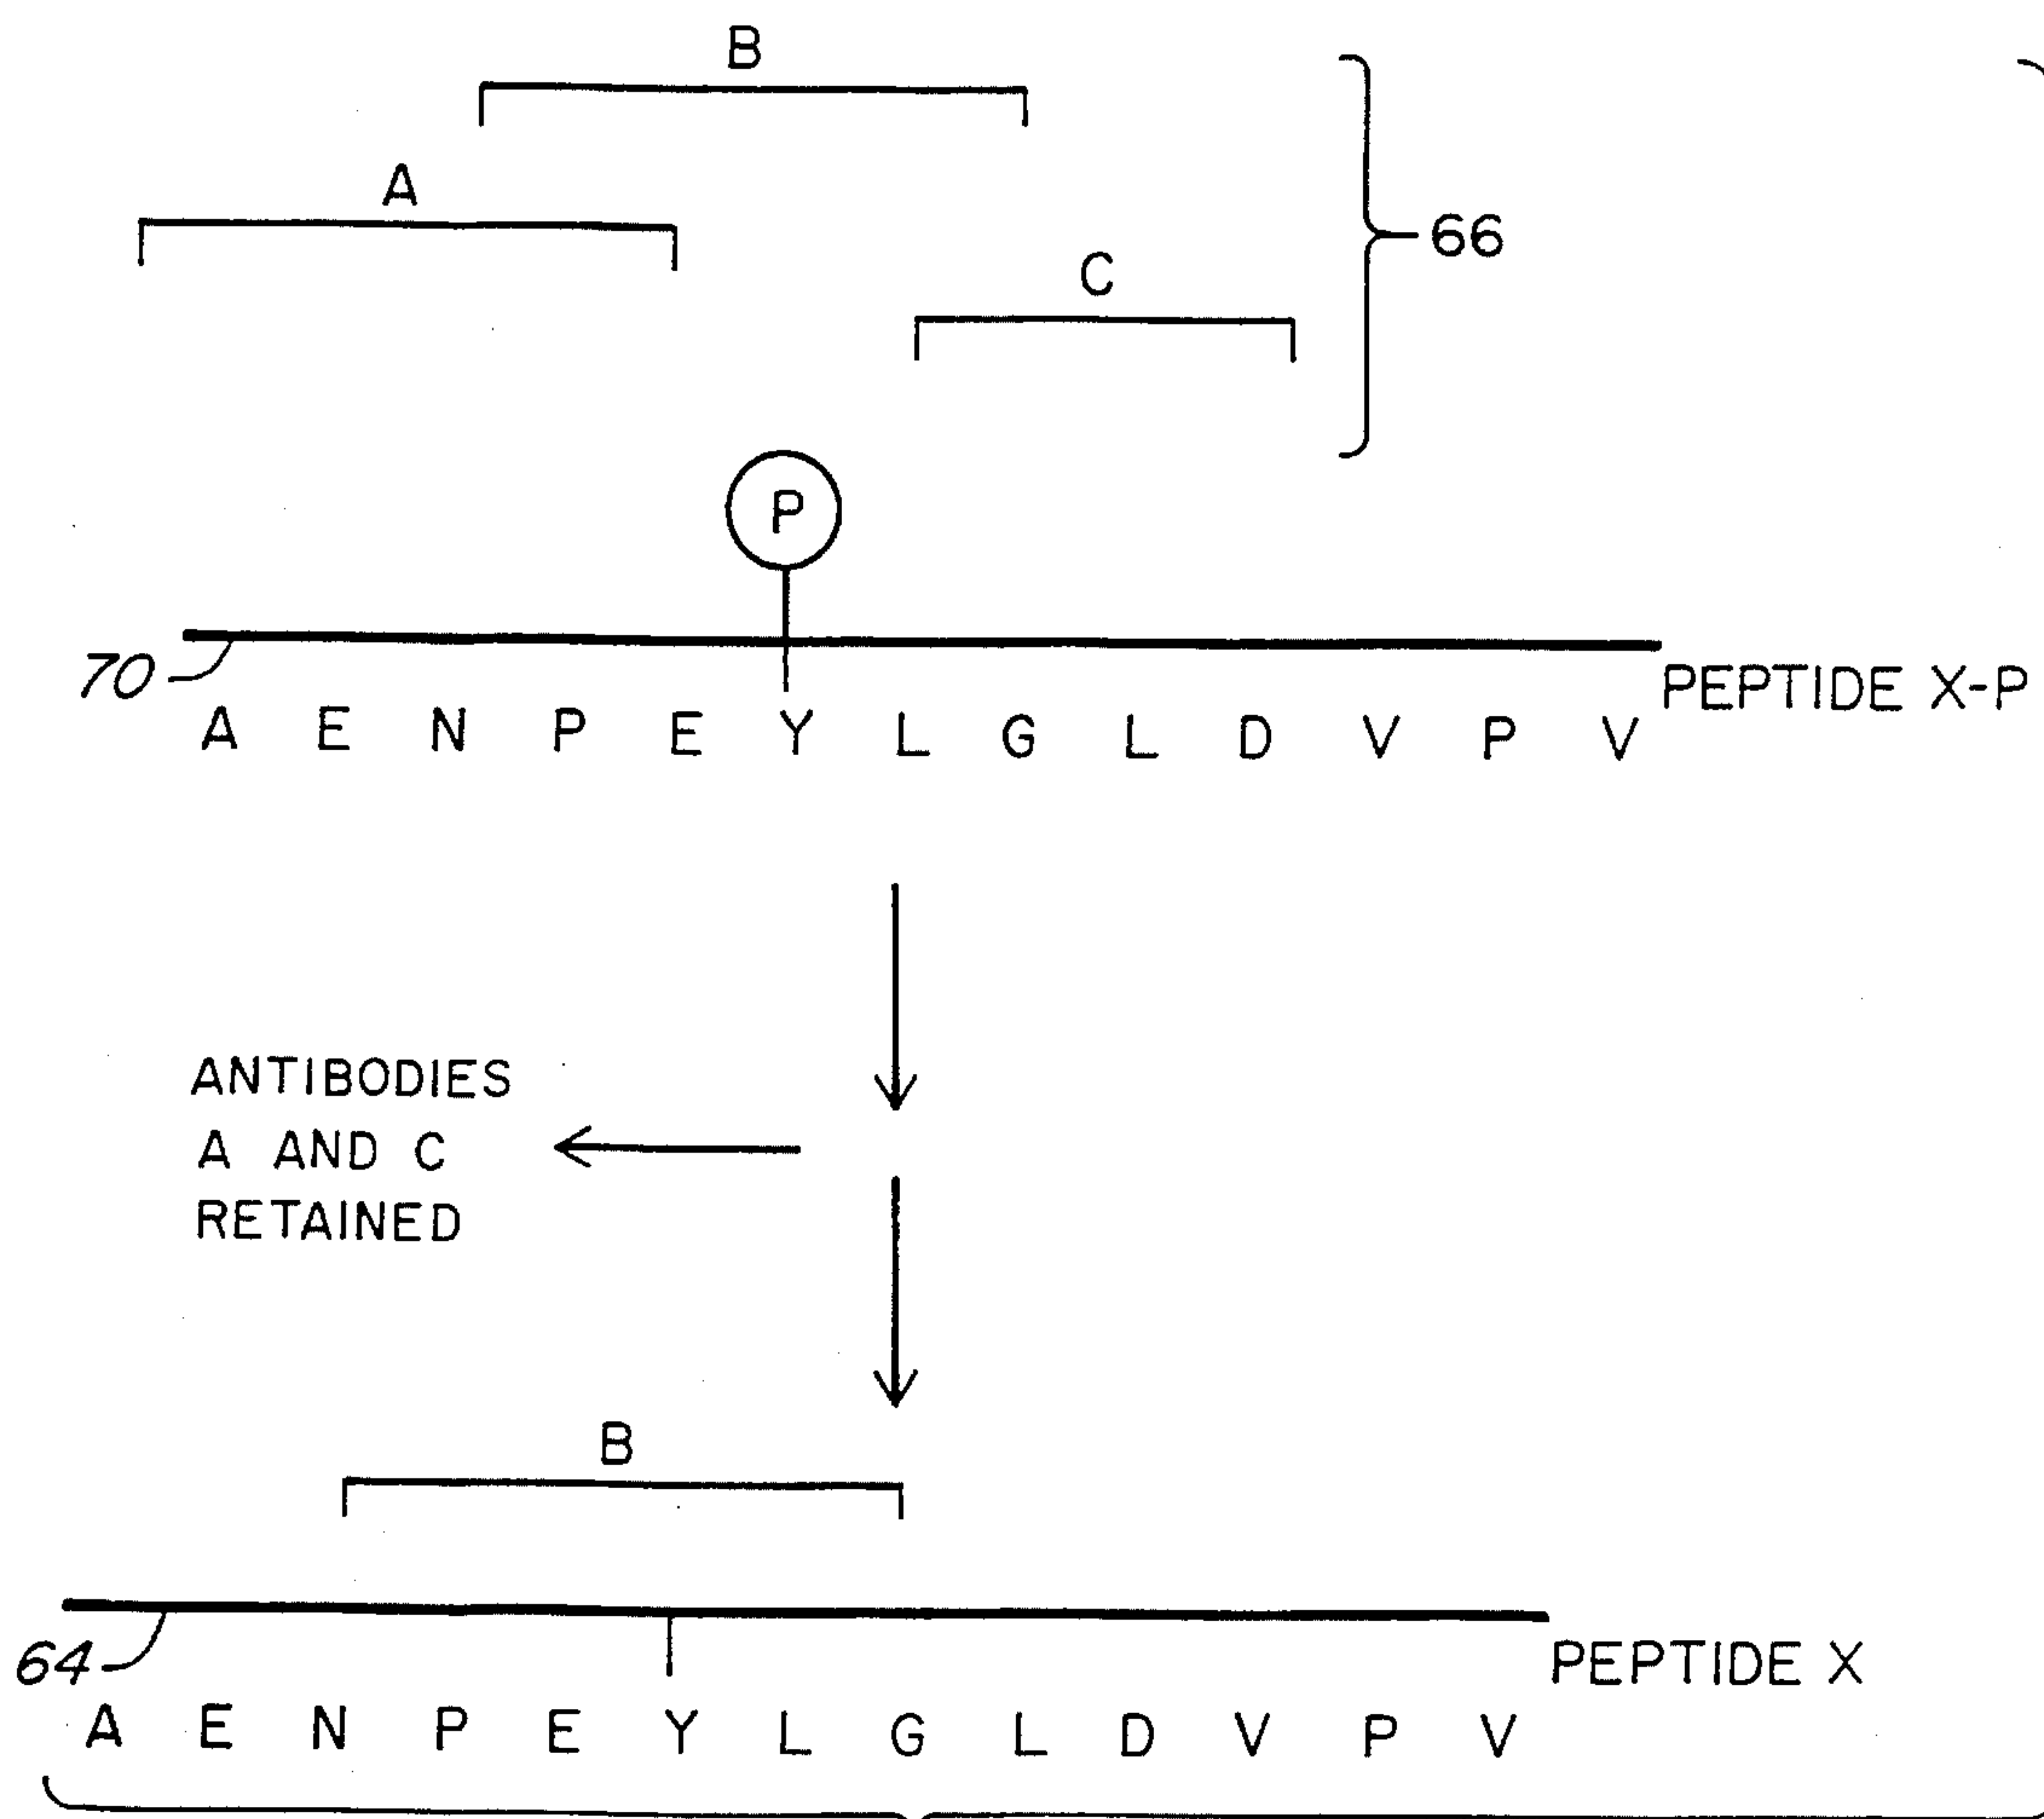 B
A
66
C
P
70
PEPTIDE X-P
A E N P E Y L G L D V P V
ANTIBODIES
A AND C
RETAINED
B
64
PEPTIDE X
A E N P E Y L G L D V P V